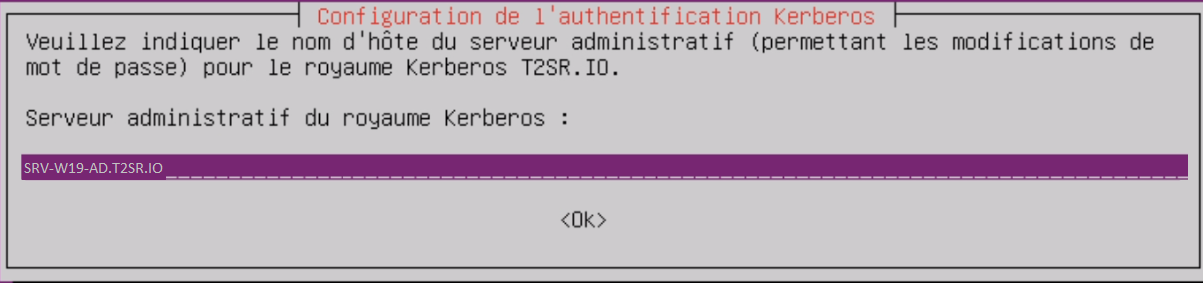 Configuration de l'authentification Kerberos
Veuillez indiquer le nom d'hôte du serveur administratif (permettant les modifications de
mot de passe) pour le royaume Kerberos T2SR.IO.
Serveur administratif du royaume Kerberos :
SRV-W19-AD.T2SR.IO
<Ok>